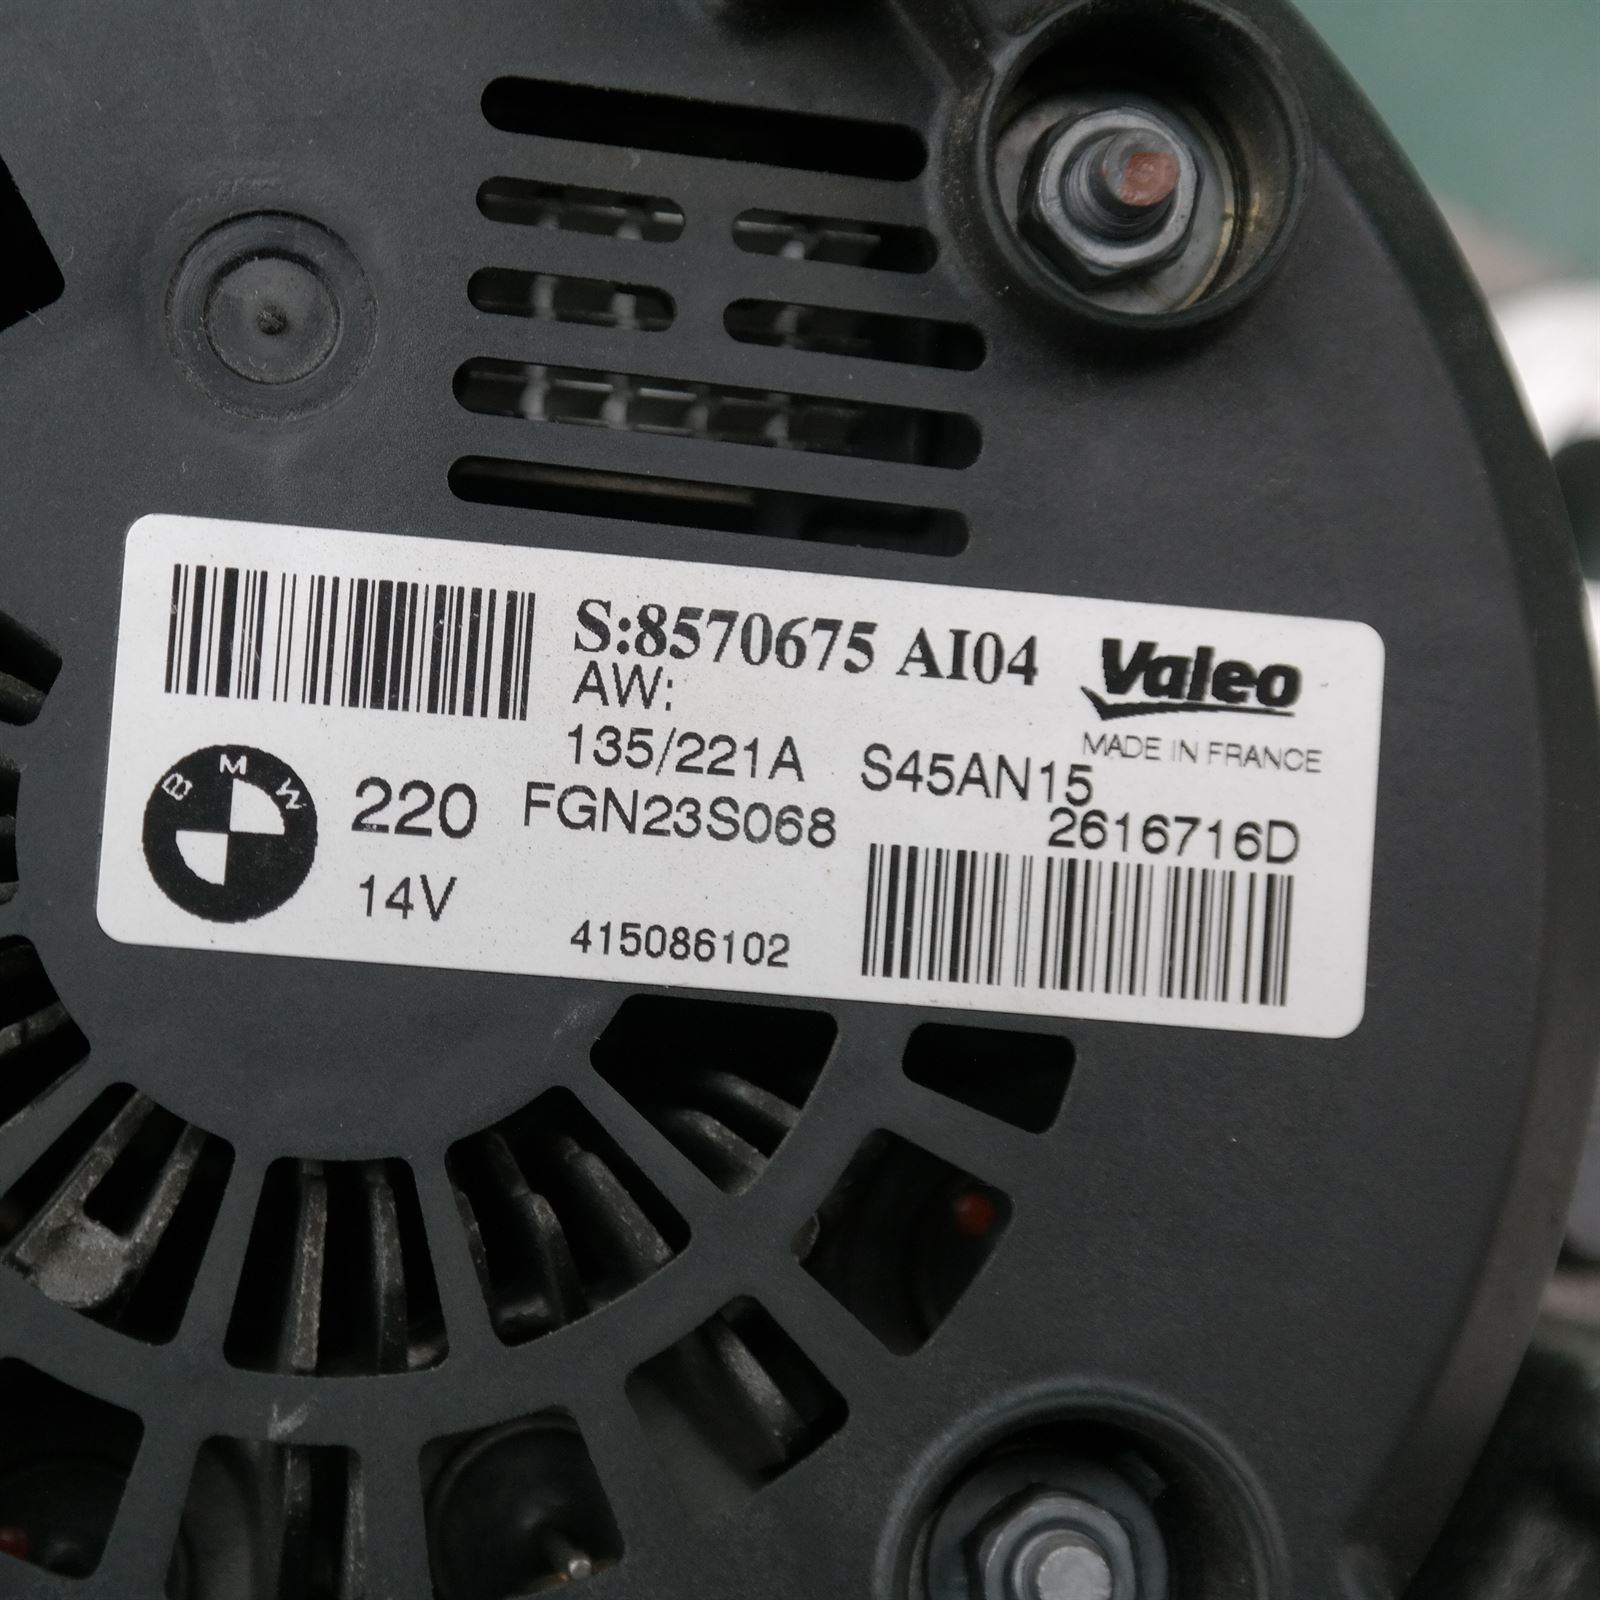 S:8570675 AI04
Valeo
AW:
MADE IN FRANCE
135/221A
S45AN15
BMW
220
FGN23S068
2616716D
14V
415086102